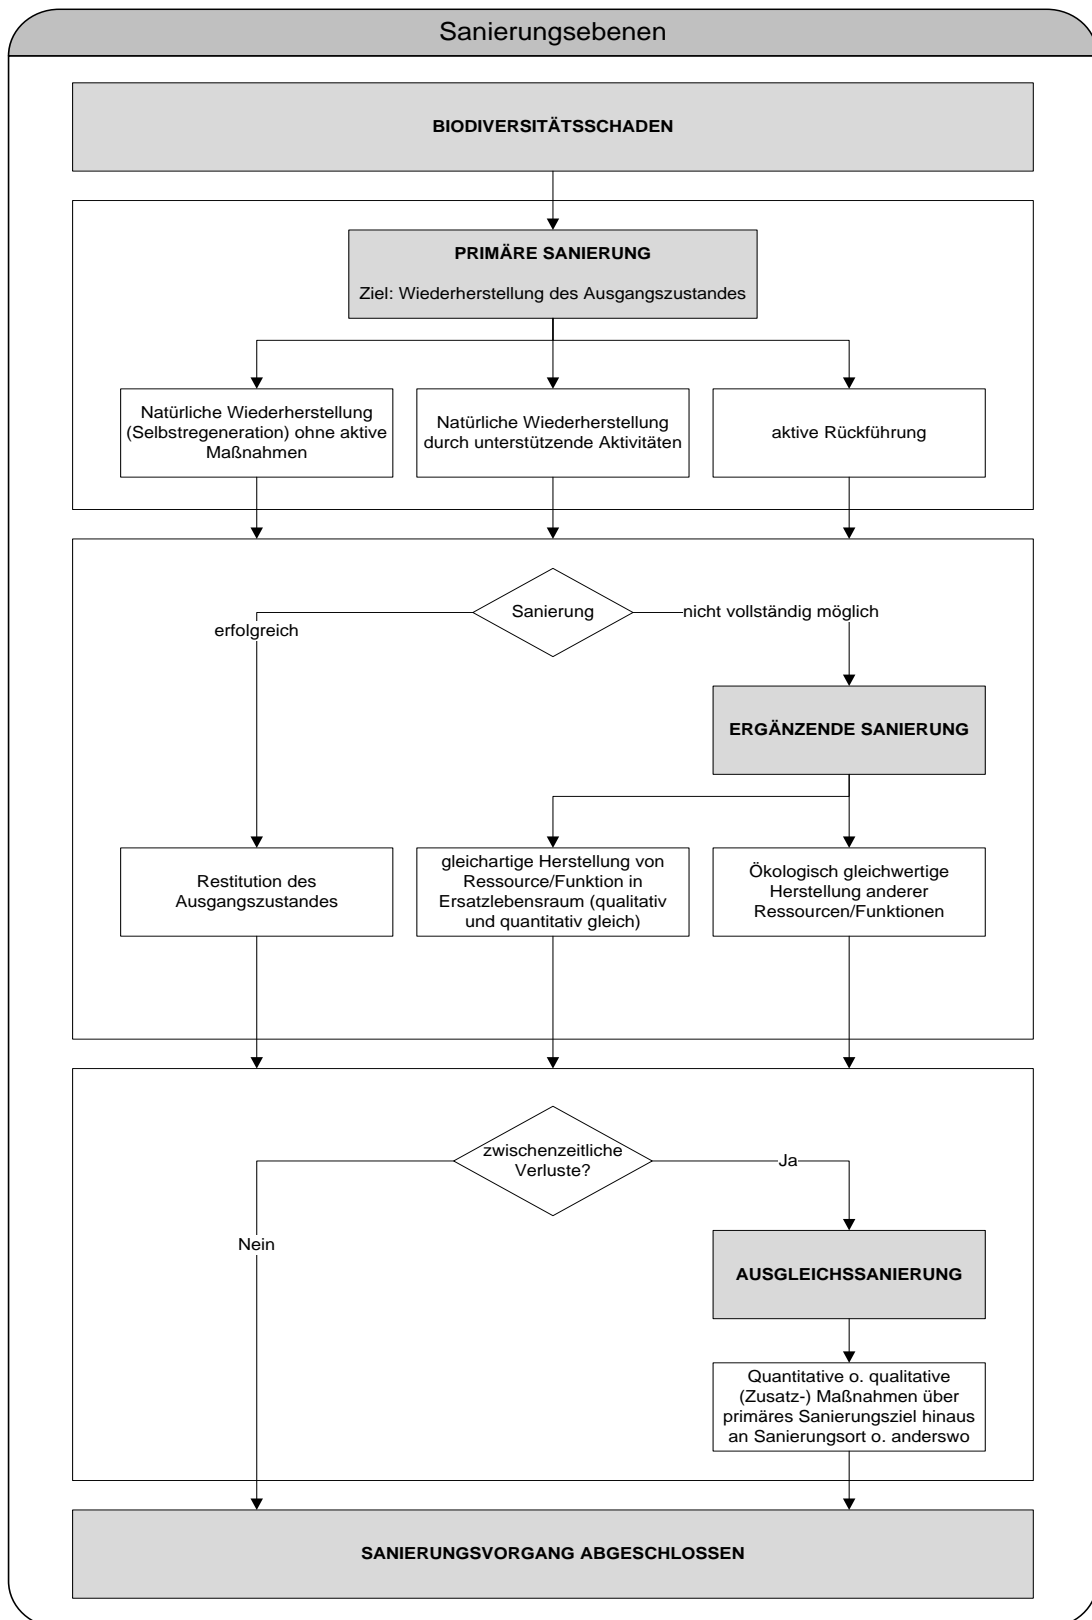 Sanierungsebenen
BIODIVERSITÄTSSCHADEN
PRIMÄRE SANIERUNG
Ziel: Wiederherstellung des Ausgangszustandes
Natürliche Wiederherstellung
(Selbstregeneration) ohne aktive
Maßnahmen
Natürliche Wiederherstellung
durch unterstützende Aktivitäten
aktive Rückführung
Sanierung
nicht vollständig möglich
erfolgreich
ERGÄNZENDE SANIERUNG
Restitution des
Ausgangszustandes
gleichartige Herstellung von
Ressource/Funktion in
Ersatzlebensraum (qualitativ
und quantitativ gleich)
Ökologisch gleichwertige
Herstellung anderer
Ressourcen/Funktionen
zwischenzeitliche
Verluste?
Ja
Nein
AUSGLEICHSSANIERUNG
Quantitative o. qualitative
(Zusatz-) Maßnahmen über
primäres Sanierungsziel hinaus
an Sanierungsort o. anderswo
SANIERUNGSVORGANG ABGESCHLOSSEN